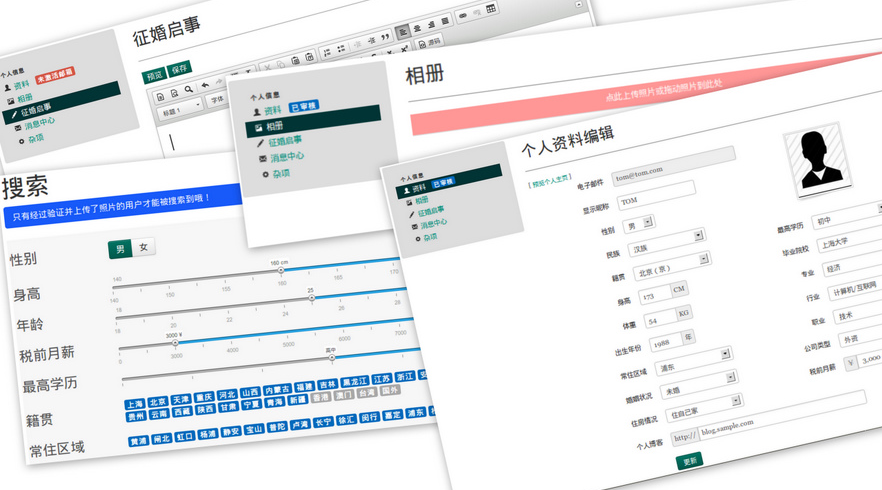 征婚启事
个人信息
资料 未激活邮箱
相册
征婚启事
消息中心
杂项
预览 保存
标题 1
字体
源码
相册
点此上传照片或拖动照片到此处
个人信息
资料 已审核
相册
征婚启事
消息中心
杂项
个人资料编辑
[ 预览个人主页 ]
个人信息
资料 已审核
相册
征婚启事
消息中心
杂项
电子邮件 tom@tom.com
显示昵称 TOM
性别 男
民族 汉族
籍贯 北京 ( 京 )
身高 173 CM
体重 54 KG
出生年份 1988 年
常住区域 浦东
婚姻状况 未婚
住房情况 住自己家
个人博客 http:// blog.sample.com
更新
最高学历 初中
毕业院校 上海大学
专业 经济
行业 计算机/互联网
职业 技术
公司类型 外资
税前月薪 ¥ 3,000
搜索
只有经过验证并上传了照片的用户才能被搜索到哦！
性别 男 女
身高
160 cm
140
140 150 155 160 165 170
年龄
25
18
18 20 22 24 26 28
税前月薪
3000 ¥
0 3000 4000 5000 6000 7000
最高学历
高中
籍贯
上海 北京 天津 重庆 河北 山西 内蒙古 福建 吉林 黑龙江 江苏 浙江
贵州 云南 西藏 陕西 甘肃 宁夏 青海 新疆 香港 澳门 台湾 国外
常住区域
黄浦 闸北 虹口 杨浦 静安 宝山 普陀 卢湾 长宁 徐汇 闵行 嘉定 浦东